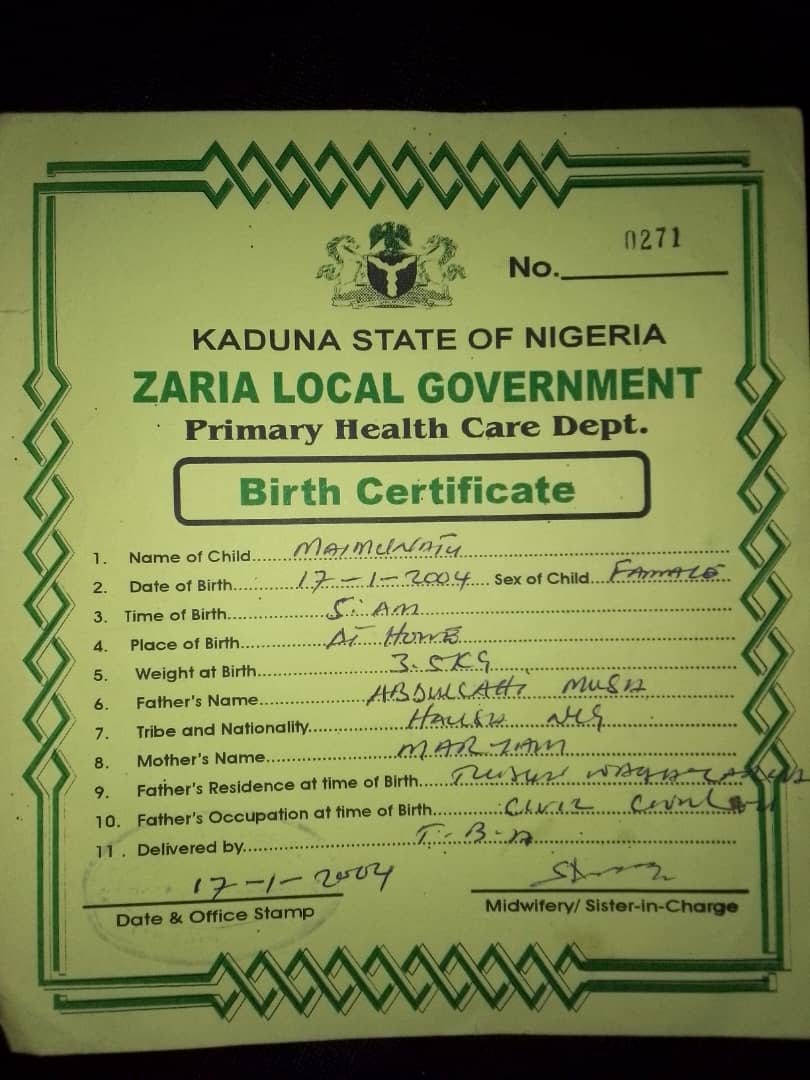 No. 0271
KADUNA STATE OF NIGERIA
ZARIA LOCAL GOVERNMENT
Primary Health Care Dept.
Birth Certificate
1. Name of Child MAIMUNATU
2. Date of Birth 17-1-2004 Sex of Child FAMALE
3. Time of Birth 5: AM
4. Place of Birth At HOME
5. Weight at Birth 3.5KG
6. Father's Name ABDULLAHI MUSA
7. Tribe and Nationality HAUSA NIG
8. Mother's Name MARYAM
9. Father's Residence at time of Birth
10. Father's Occupation at time of Birth CIVIL
11. Delivered by T.B.A
17-1-2004
Date & Office Stamp
Midwifery/ Sister-in-Charge